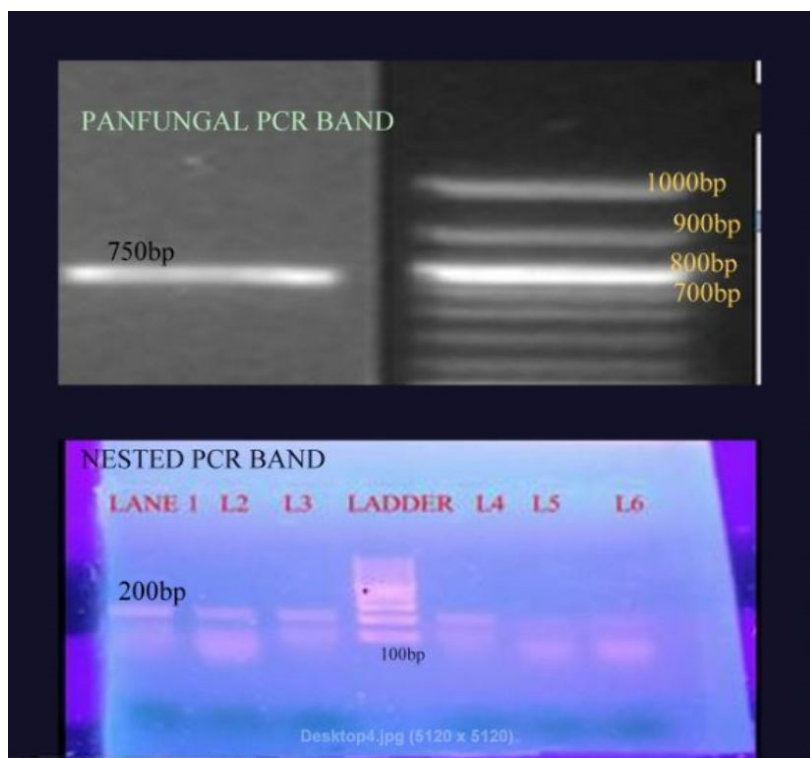 PANFUNGAL PCR BAND
1000bp
900bp
750bp
800bp
700bp
NESTED PCR BAND
LANE 1 L2 L3 LADDER L4 L5 L6
200bp
100bp
Desktop4.jpg (5120 x 5120)..